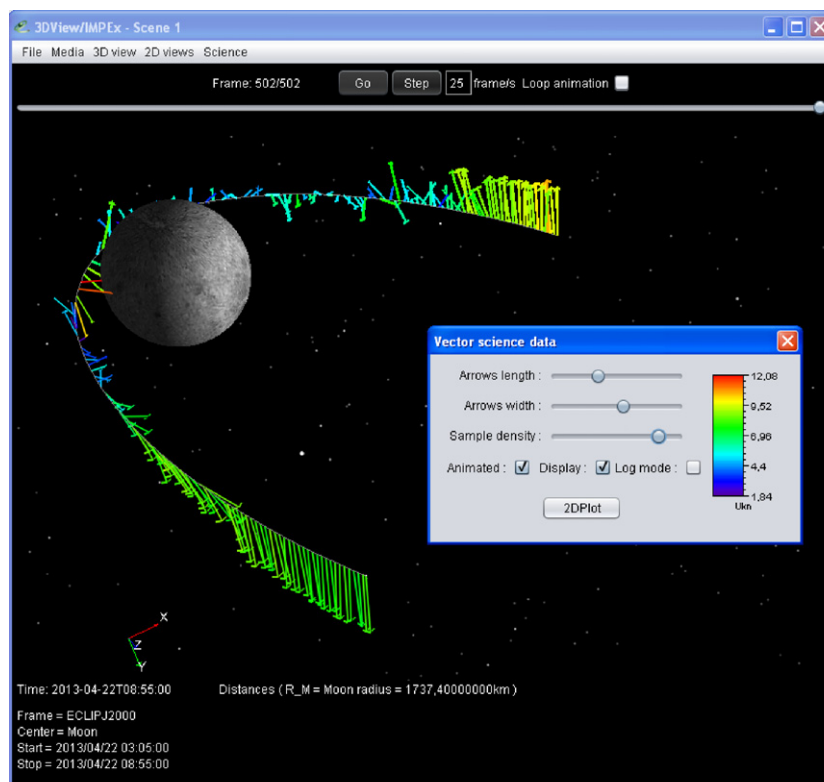 3DView/IMPEx - Scene 1
File Media 3D view 2D views Science
Frame: 502/502 Go Step 25 frame/s Loop animation
Vector science data
Arrows length :
Arrows width :
Sample density :
Animated : Display : Log mode :
2DPlot
12,08
9,52
6,96
4,4
1,84
Ukn
X
Z
Y
Time: 2013-04-22T08:55:00 Distances ( R_M = Moon radius = 1737,40000000km )
Frame = ECLIPJ2000
Center = Moon
Start = 2013/04/22 03:05:00
Stop = 2013/04/22 08:55:00